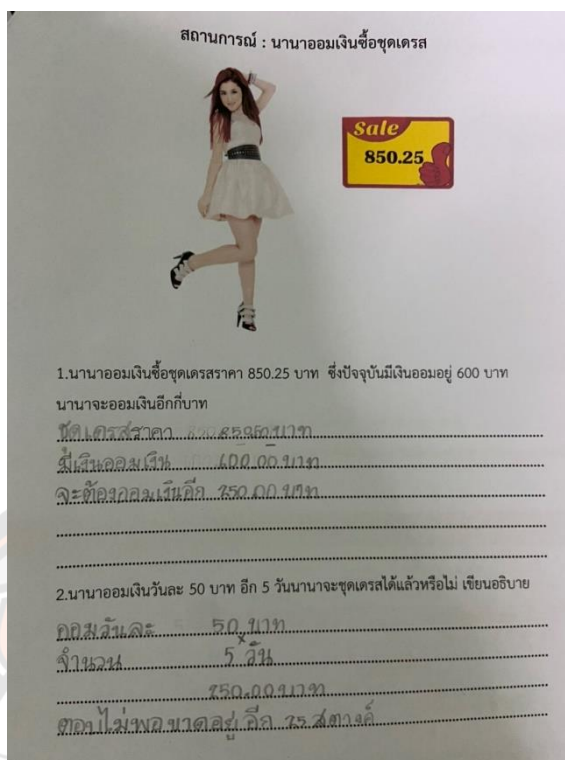 สถานการณ์ : นานาออมเงินซื้อชุดเดรส
Sale
850.25
1.นานาออมเงินซื้อชุดเดรสราคา 850.25 บาท ซึ่งปัจจุบันมีเงินออมอยู่ 600 บาท
นานาจะออมเงินอีกกี่บาท
ชุดเดรสราคา บาท
มีเงินออมเงิน 600.00 บาท
จะต้องออมเงินอีก 250.00 บาท
2.นานาออมเงินวันละ 50 บาท อีก 5 วันนานาจะชุดเดรสได้แล้วหรือไม่ เขียนอธิบาย
ออมวันละ 50 บาท
×
จำนวน 5 วัน
250.00 บาท
ตอบไม่พอ ขาดอยู่ อีก 25 สตางค์